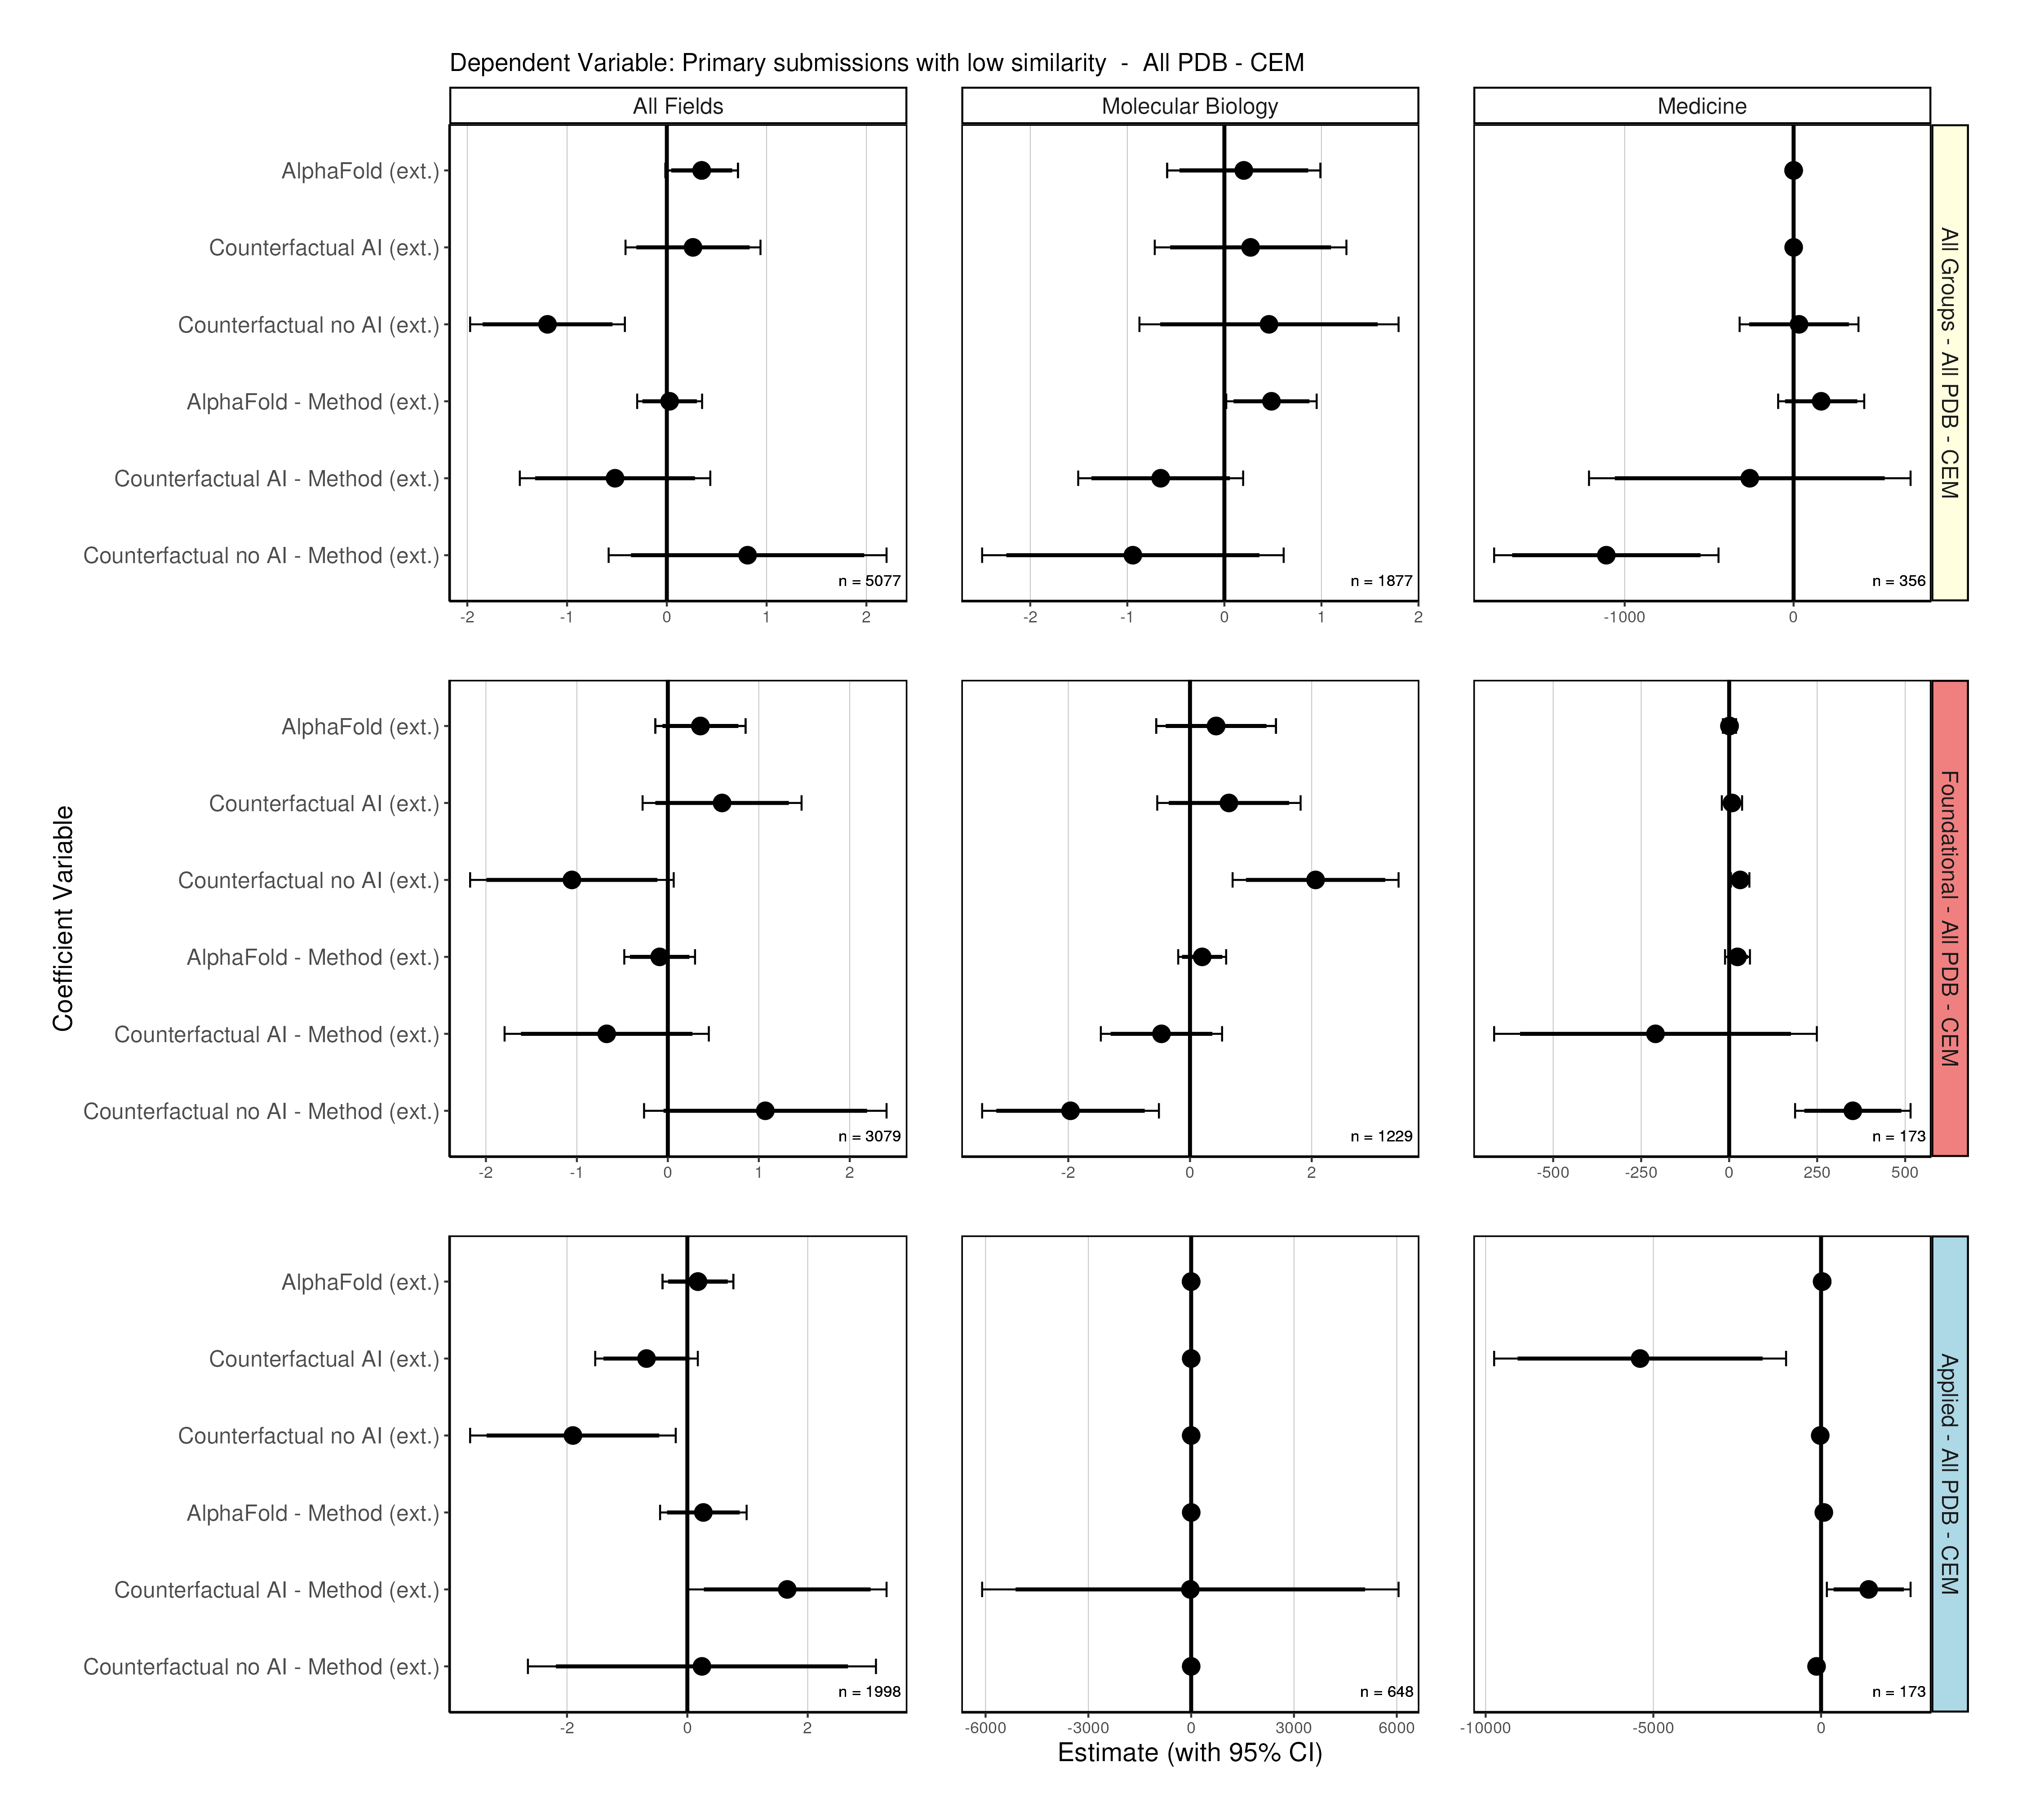 Dependent Variable: Primary submissions with low similarity - All PDB - CEM
All Fields
Molecular Biology
Medicine
AlphaFold (ext.)
Counterfactual AI (ext.)
Counterfactual no AI (ext.)
AlphaFold - Method (ext.)
Counterfactual AI - Method (ext.)
Counterfactual no AI - Method (ext.)
n = 5077
n = 1877
n = 356
All Groups - All PDB - CEM
-2 -1 0 1 2
-2 -1 0 1 2
-1000 0
Coefficient Variable
AlphaFold (ext.)
Counterfactual AI (ext.)
Counterfactual no AI (ext.)
AlphaFold - Method (ext.)
Counterfactual AI - Method (ext.)
Counterfactual no AI - Method (ext.)
n = 3079
n = 1229
n = 173
Foundational - All PDB - CEM
-2 -1 0 1 2
-2 0 2
-500 -250 0 250 500
AlphaFold (ext.)
Counterfactual AI (ext.)
Counterfactual no AI (ext.)
AlphaFold - Method (ext.)
Counterfactual AI - Method (ext.)
Counterfactual no AI - Method (ext.)
n = 1998
n = 648
n = 173
Applied - All PDB - CEM
-2 0 2
-6000 -3000 0 3000 6000
-10000 -5000 0
Estimate (with 95% CI)